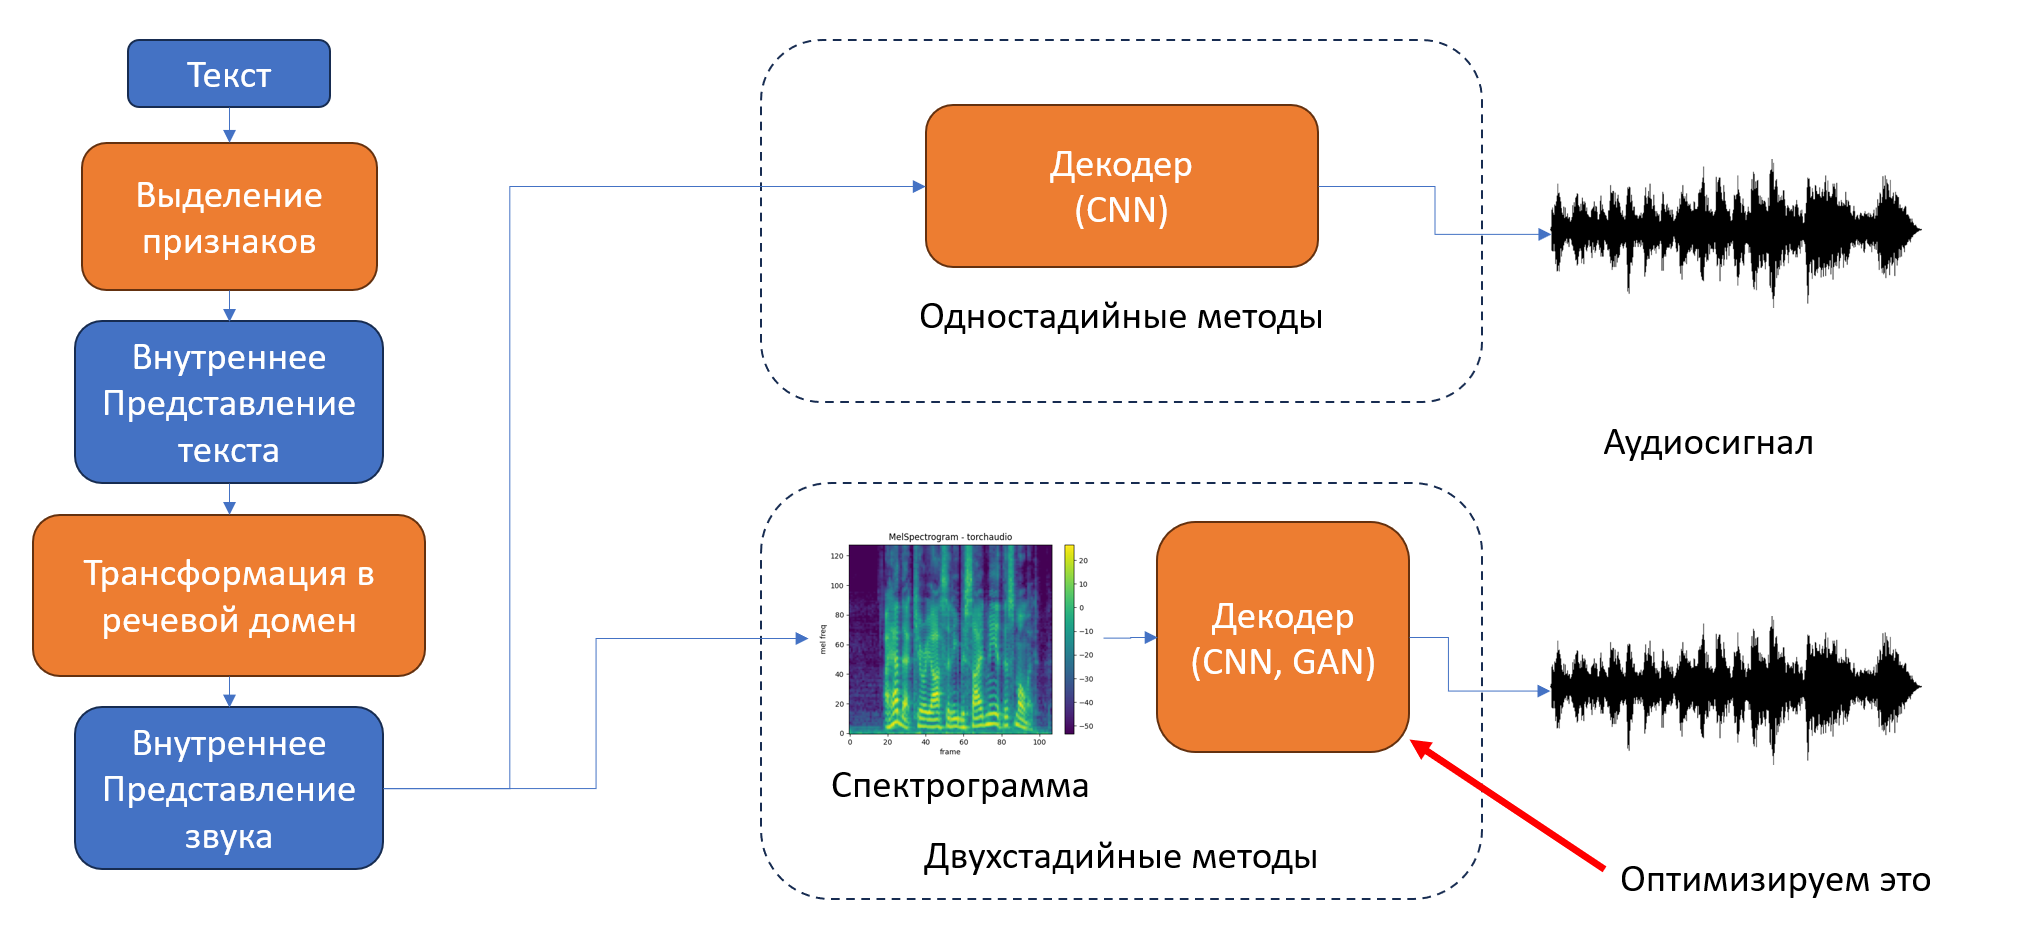 Текст
Выделение
признаков
Внутреннее
Представление
текста
Трансформация в
речевой домен
Внутреннее
Представление
звука
Декодер
(CNN)
Одностадийные методы
Аудиосигнал
MelSpectrogram - torchaudio
mel freq
120
100
80
60
40
20
0
0 20 40 60 80 100
frame
20
10
0
−10
−20
−30
−40
−50
Спектрограмма
Декодер
(CNN, GAN)
Двухстадийные методы
Оптимизируем это